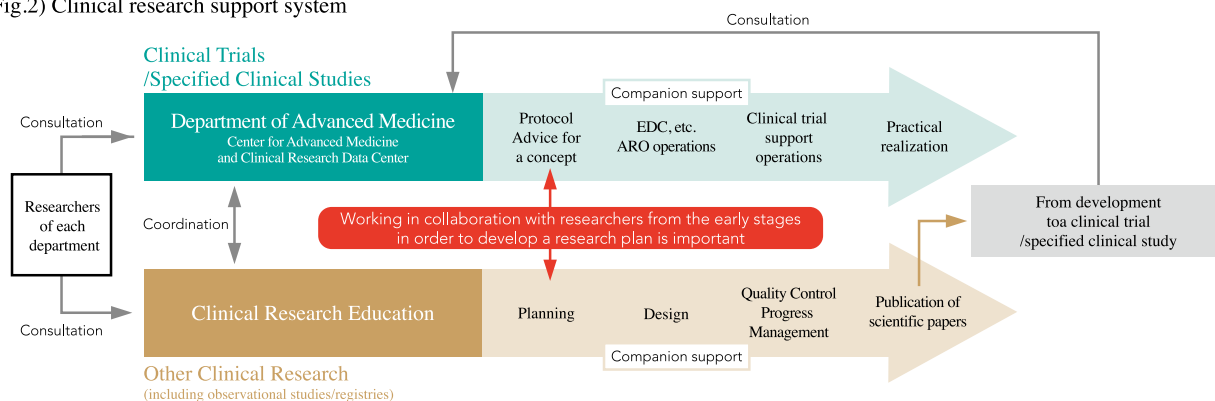 Fig.2) Clinical research support system
Consultation
Clinical Trials
/Specified Clinical Studies
Companion support
Consultation
Department of Advanced Medicine
Center for Advanced Medicine
and Clinical Research Data Center
Protocol
Advice for
a concept
EDC, etc.
ARO operations
Clinical trial
support
operations
Practical
realization
Researchers
of each
department
Coordination
Working in collaboration with researchers from the early stages
in order to develop a research plan is important
From development
toa clinical trial
/specified clinical study
Consultation
Clinical Research Education
Planning
Design
Quality Control
Progress
Management
Publication of
scientific papers
Companion support
Other Clinical Research
(including observational studies/registries)